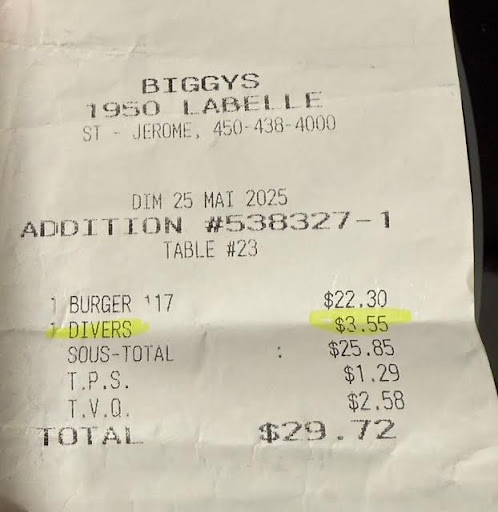 BIGGYS
1950 LABELLE
ST - JEROME, 450-438-4000
DIM 25 MAI 2025
ADDITION #538327-1
TABLE #23
1 BURGER '17 $22.30
1 DIVERS $3.55
SOUS-TOTAL : $25.85
T.P.S. $1.29
T.V.Q. $2.58
TOTAL $29.72